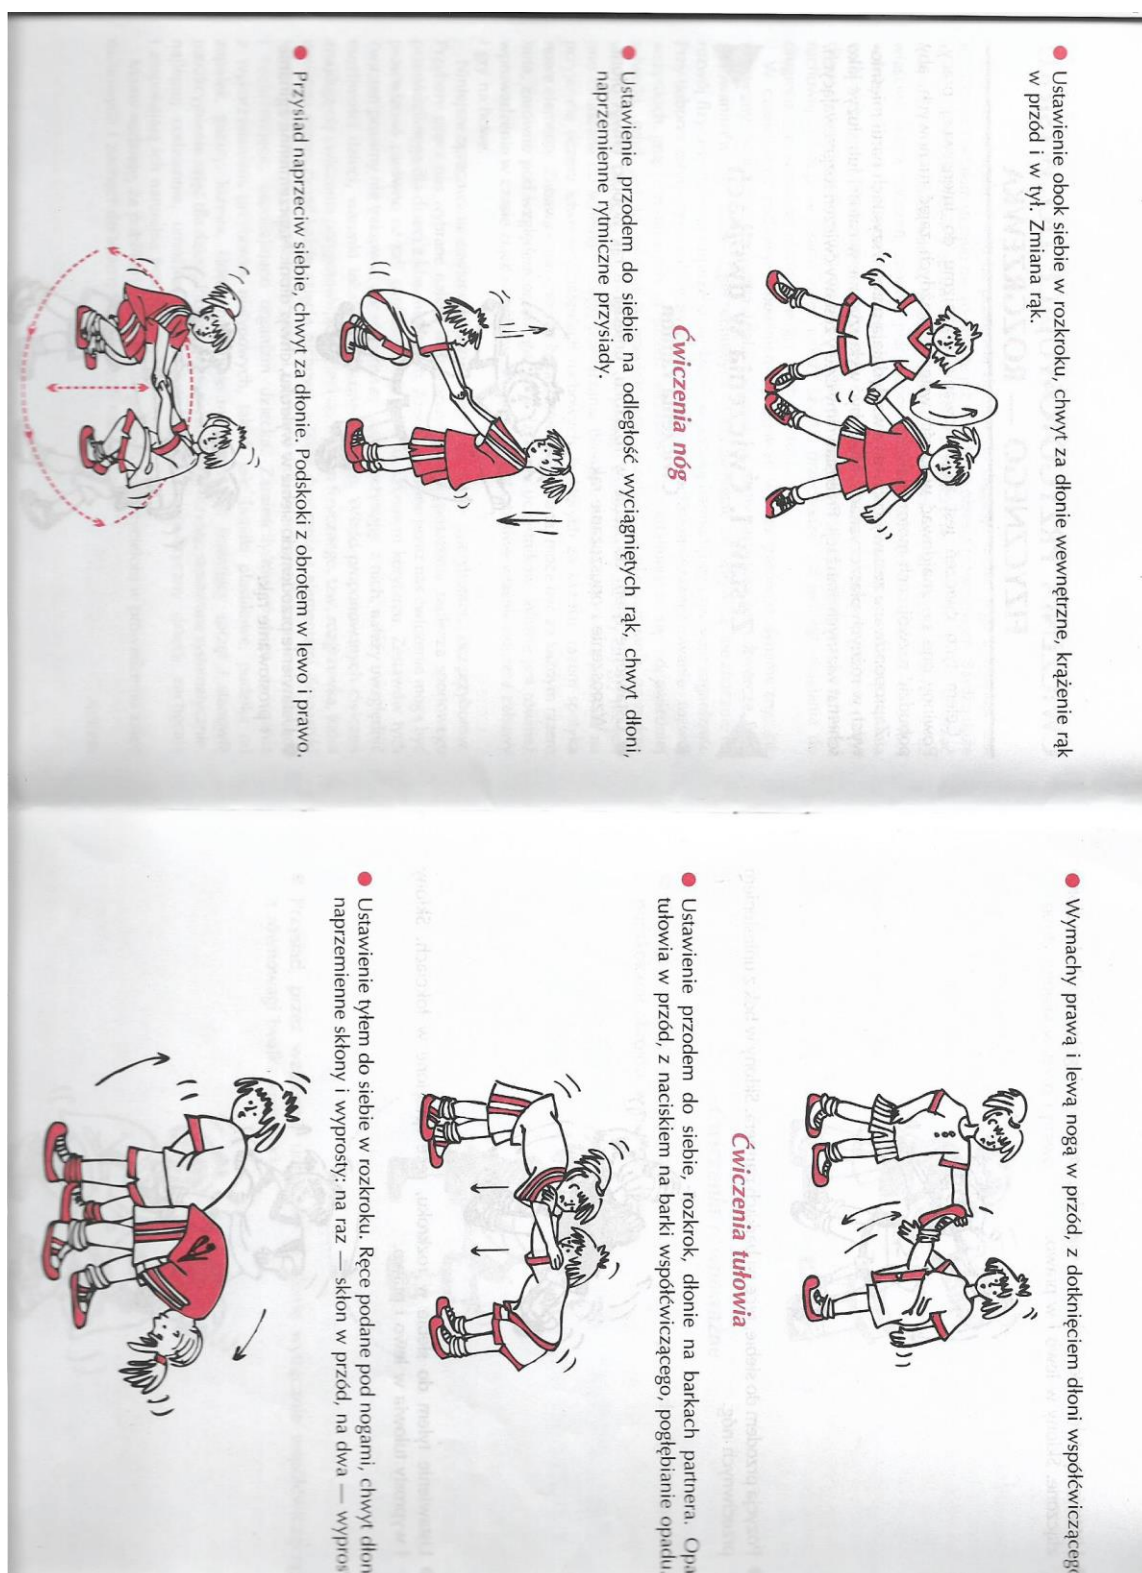 ● Ustawienie obok siebie w rozkroku, chwyt za dłonie wewnętrzne, krążenie rąk
w przód i w tył. Zmiana rąk.
Ćwiczenia nóg
● Ustawienie przodem do siebie na odległość wyciągniętych rąk, chwyt dłoni,
naprzemienne rytmiczne przysiady.
● Przysiad naprzeciw siebie, chwyt za dłonie. Podskoki z obrotem w lewo i prawo.
● Wymachy prawą i lewą nogą w przód, z dotknięciem dłoni współćwiczącego
Ćwiczenia tułowia
● Ustawienie przodem do siebie, rozkrok, dłonie na barkach partnera. Opa
tułowia w przód, z naciskiem na barki współćwiczącego, pogłębianie opadu.
● Ustawienie tyłem do siebie w rozkroku. Ręce podane pod nogami, chwyt dłon
naprzemienne skłony i wyprosty: na raz — skłon w przód, na dwa — wypros